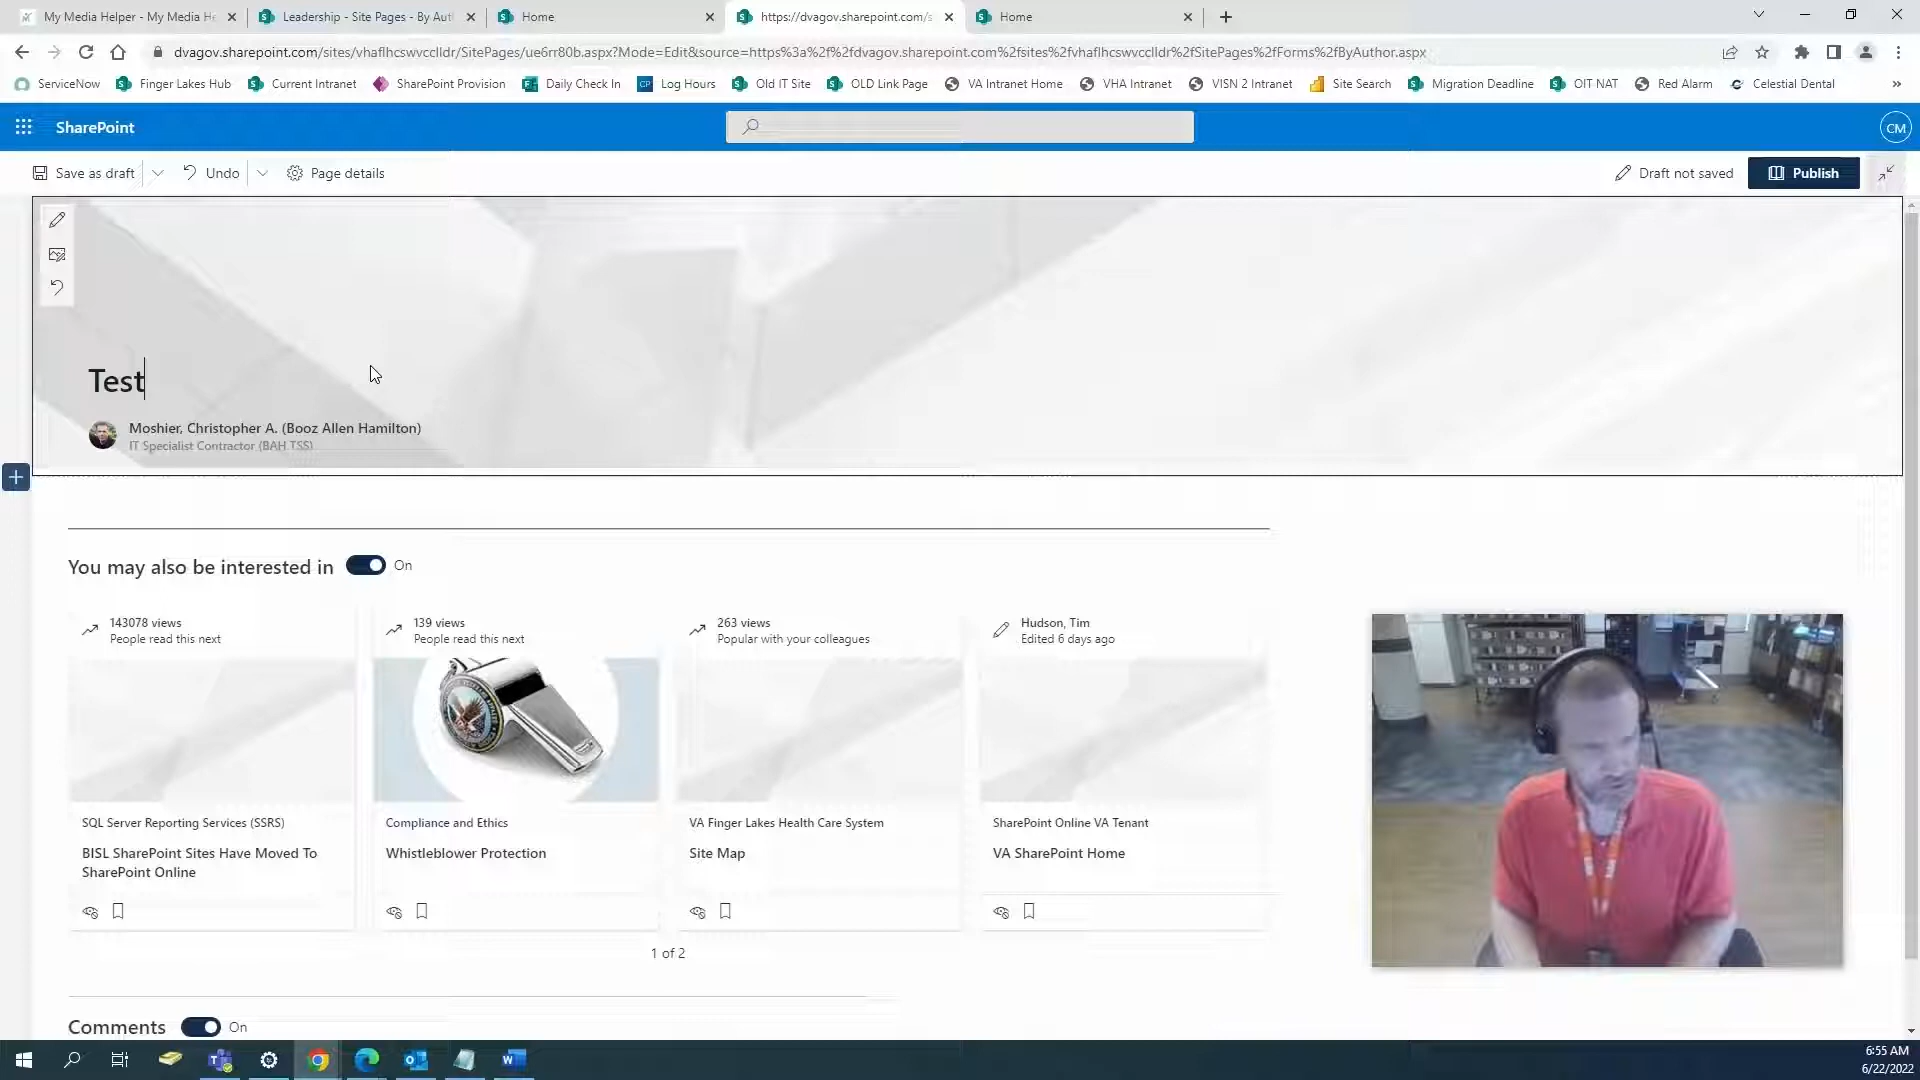 My Media Helper - My Media He
Leadership - Site Pages - By Aut
Home
https://dvagov.sharepoint.com/s
Home
dvagov.sharepoint.com/sites/vhaflhcswvcclldr/SitePages/ue6rr80b.aspx?Mode=Edit&source=https%3a%2f%2fdvagov.sharepoint.com%2fsites%2fvhaflhcswvcclldr%2fSitePages%2fForms%2fByAuthor.aspx
ServiceNow
Finger Lakes Hub
Current Intranet
SharePoint Provision
Daily Check In
CP Log Hours
Old IT Site
OLD Link Page
VA Intranet Home
VHA Intranet
VISN 2 Intranet
Site Search
Migration Deadline
OIT NAT
Red Alarm
Celestial Dental
SharePoint
CM
Save as draft
Undo
Page details
Draft not saved
Publish
Test
Moshier, Christopher A. (Booz Allen Hamilton)
IT Specialist Contractor (BAH TSS)
You may also be interested in
On
143078 views
People read this next
SQL Server Reporting Services (SSRS)
BISL SharePoint Sites Have Moved To
SharePoint Online
139 views
People read this next
Compliance and Ethics
Whistleblower Protection
263 views
Popular with your colleagues
VA Finger Lakes Health Care System
Site Map
Hudson, Tim
Edited 6 days ago
SharePoint Online VA Tenant
VA SharePoint Home
1 of 2
Comments
On
6:55 AM
6/22/2022